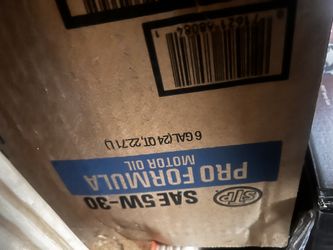 STP
SAE 5W-30
PRO FORMULA
MOTOR OIL
6 GAL (24 QT, 22.71 L)